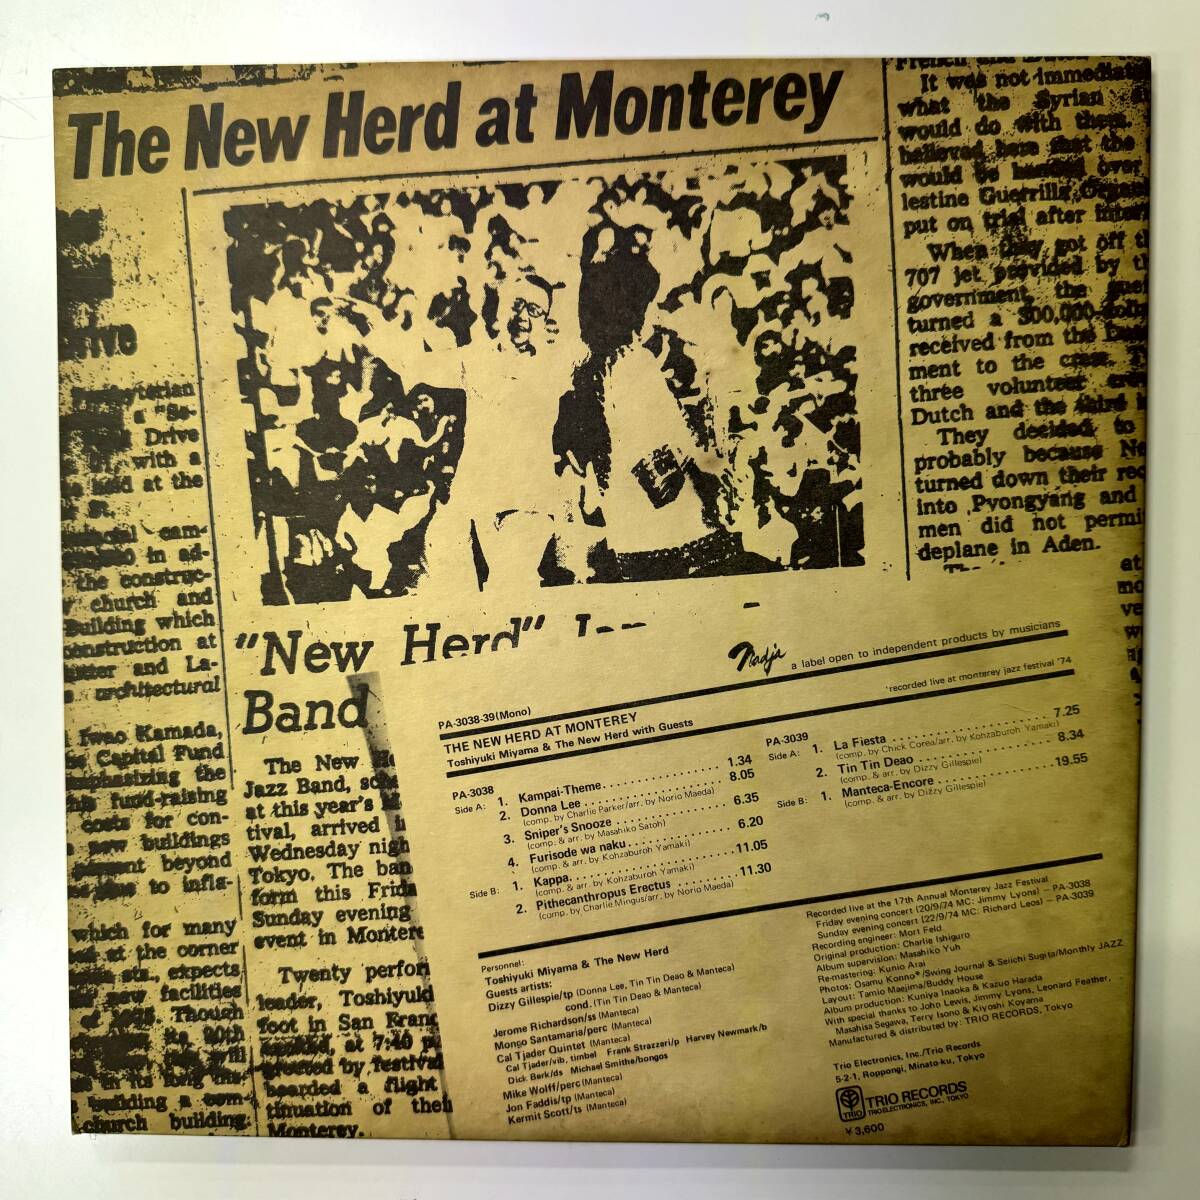 The New Herd at Monterey
rive
Presbyterian
a "So-
Drive
with a
held at the
St.
cam-
in ad-
the construc-
church and
Building which
construction at
and La-
architectural
Iwao Kamada,
Capital Fund
emphasizing the
fund-raising
costs for con-
new buildings
beyond
to infla-
which for many
at the corner
sts., expects
new facilities
Though
its 90th
will
in its long
building a com-
church building.
"New Herd"
Band
The New
Jazz Band,
at this year's
tival, arrived
Wednesday
Tokyo. The
form this
Sunday evening
event in
Twenty
leader,
foot in San
at 7:40
by
boarded a flight
tinuation of
Monterey.
It was not
what the Syrian
would do with them.
believed here that the
would be handed over
lestine Guerrilla
put on trial after
When they got off
707 jet provided by
government, the
turned a 300,000-
received from the
ment to the
three volunteer
Dutch and the third
They decided to
probably because
turned down their
into Pyongyang and
men did not
deplane in Aden.
Nadja
a label open to independent products by musicians
*recorded live at monterey jazz festival '74
PA-3038-39(Mono)
THE NEW HERD AT MONTEREY
Toshiyuki Miyama & The New Herd with Guests
PA-3038
Side A: 1. Kampai-Theme 1.34
2. Donna Lee 8.05
(comp. by Charlie Parker/arr. by Norio Maeda)
3. Sniper's Snooze 6.35
(comp. & arr. by Masahiko Satoh)
4. Furisode wa naku 6.20
(comp. & arr. by Kohzaburoh Yamaki)
Side B: 1. Kappa 11.05
(comp. & arr. by Kohzaburoh Yamaki)
2. Pithecanthropus Erectus 11.30
(comp. by Charlie Mingus/arr. by Norio Maeda)
PA-3039
Side A: 1. La Fiesta 7.25
(comp. by Chick Corea/arr. by Kohzaburoh Yamaki)
2. Tin Tin Deao 8.34
(comp. & arr. by Dizzy Gillespie)
Side B: 1. Manteca-Encore 19.55
(comp. & arr. by Dizzy Gillespie)
Personnel:
Toshiyuki Miyama & The New Herd
Guests artists:
Dizzy Gillespie/tp (Donna Lee, Tin Tin Deao & Manteca)
cond. (Tin Tin Deao & Manteca)
Jerome Richardson/ss (Manteca)
Mongo Santamaria/perc (Manteca)
Cal Tjader Quintet (Manteca)
Cal Tjader/vib, timbel Frank Strazzeri/p Harvey Newmark/b
Dick Berk/ds Michael Smithe/bongos
Mike Wolff/perc (Manteca)
Jon Faddis/tp (Manteca)
Kermit Scott/ts (Manteca)
Recorded live at the 17th Annual Monterey Jazz Festival
Friday evening concert (20/9/74 MC: Jimmy Lyons) – PA-3038
Sunday evening concert (22/9/74 MC: Richard Leos) – PA-3039
Recording engineer: Mort Feld
Original production: Charlie Ishiguro
Album supervision: Masahiko Yuh
Re-mastering: Kunio Arai
Photos: Osamu Konno*/Swing Journal & Seiichi Sugita/Monthly JAZZ
Layout: Tamio Maejima/Buddy House
Album production: Kuniya Inaoka & Kazuo Harada
With special thanks to John Lewis, Jimmy Lyons, Leonard Feather,
Masahisa Segawa, Terry Isono & Kiyoshi Koyama
Manufactured & distributed by: TRIO RECORDS, Tokyo
Trio Electronics, Inc./Trio Records
5-2-1, Roppongi, Minato-ku, Tokyo
TRIO
TRIO RECORDS
TRIO ELECTRONICS, INC., TOKYO
¥3,600